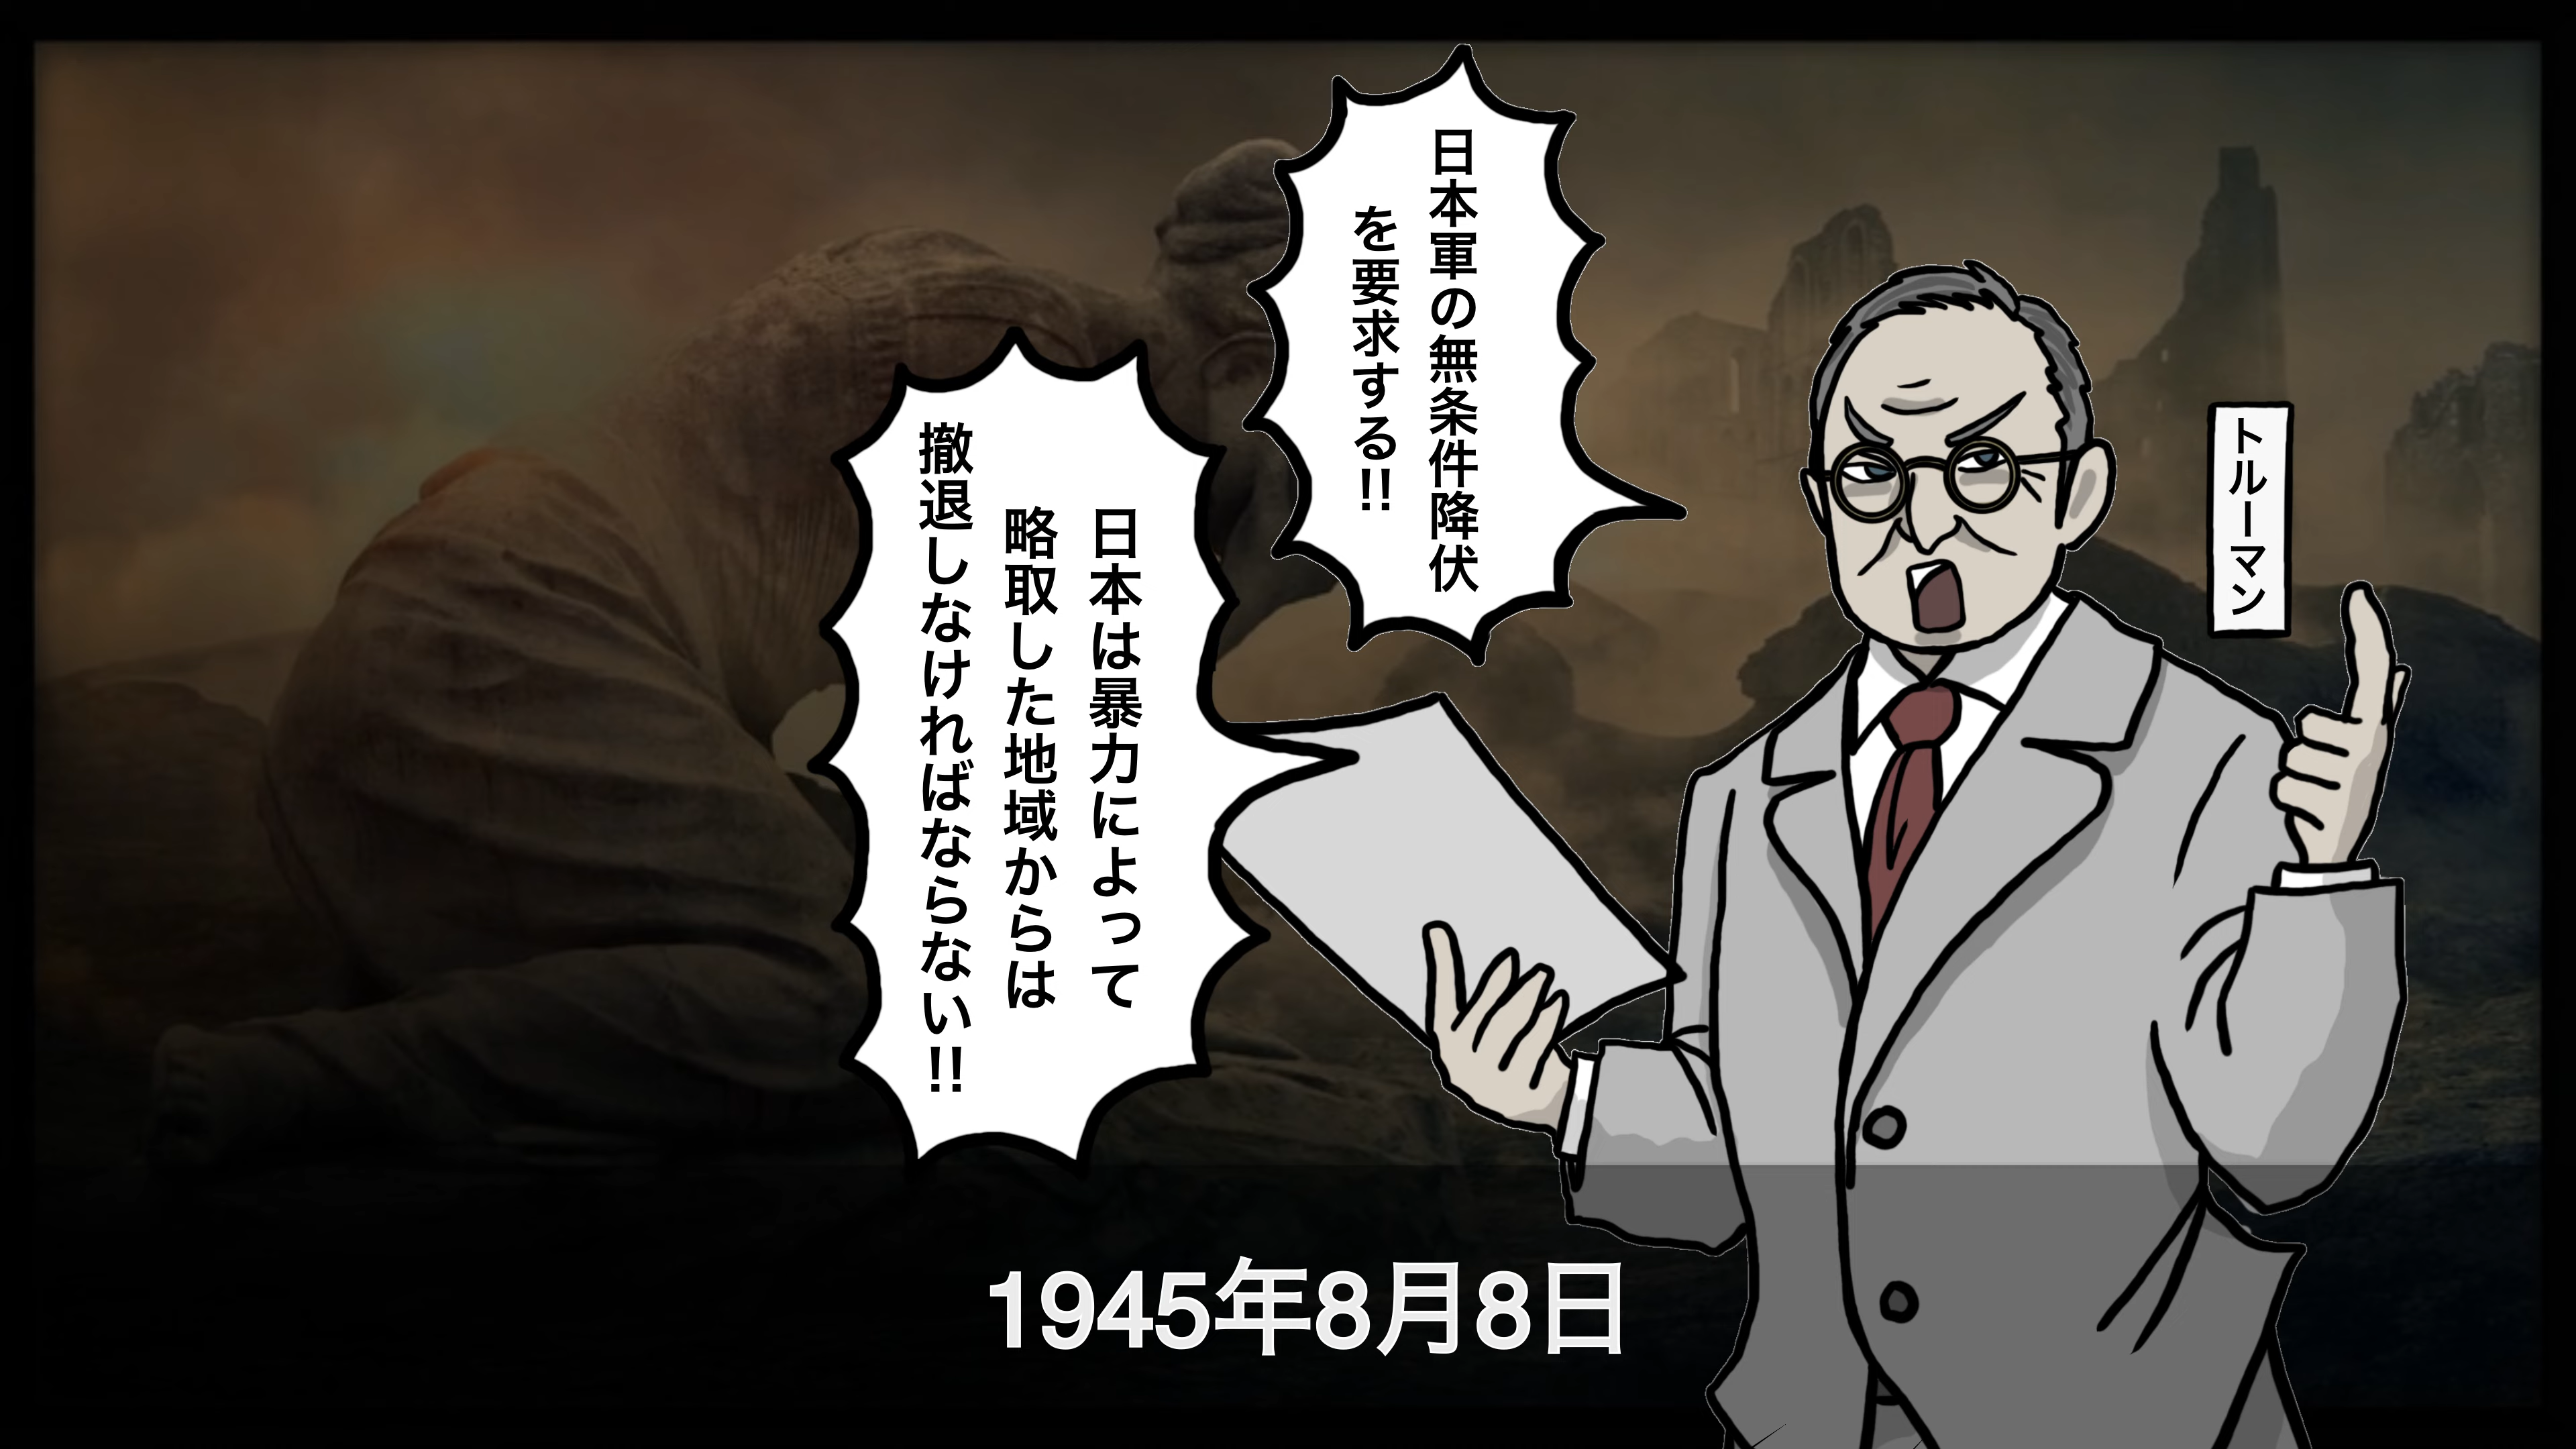 日本軍の無条件降伏
を要求する!!
日本は暴力によって
略取した地域からは
撤退しなければならない!!
トルーマン
1945年8月8日